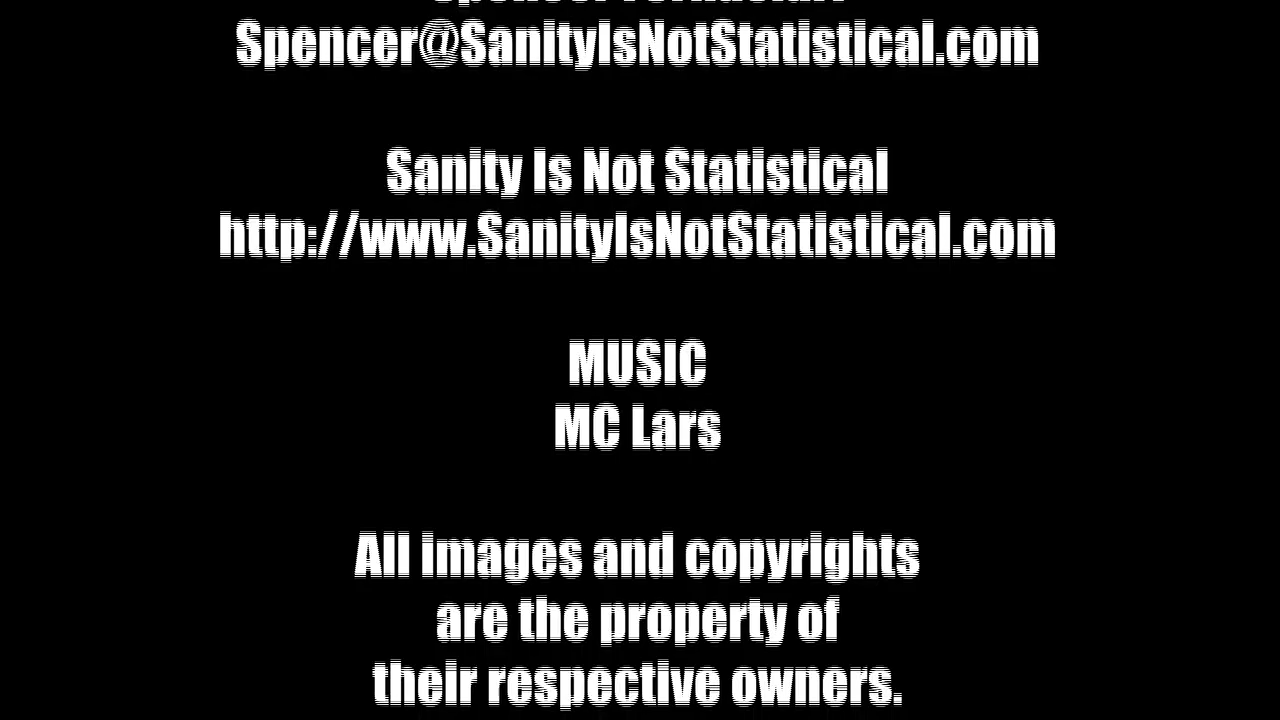 Spencer@SanityIsNotStatistical.com
Sanity Is Not Statistical
http://www.SanityIsNotStatistical.com
MUSIC
MC Lars
All images and copyrights
are the property of
their respective owners.